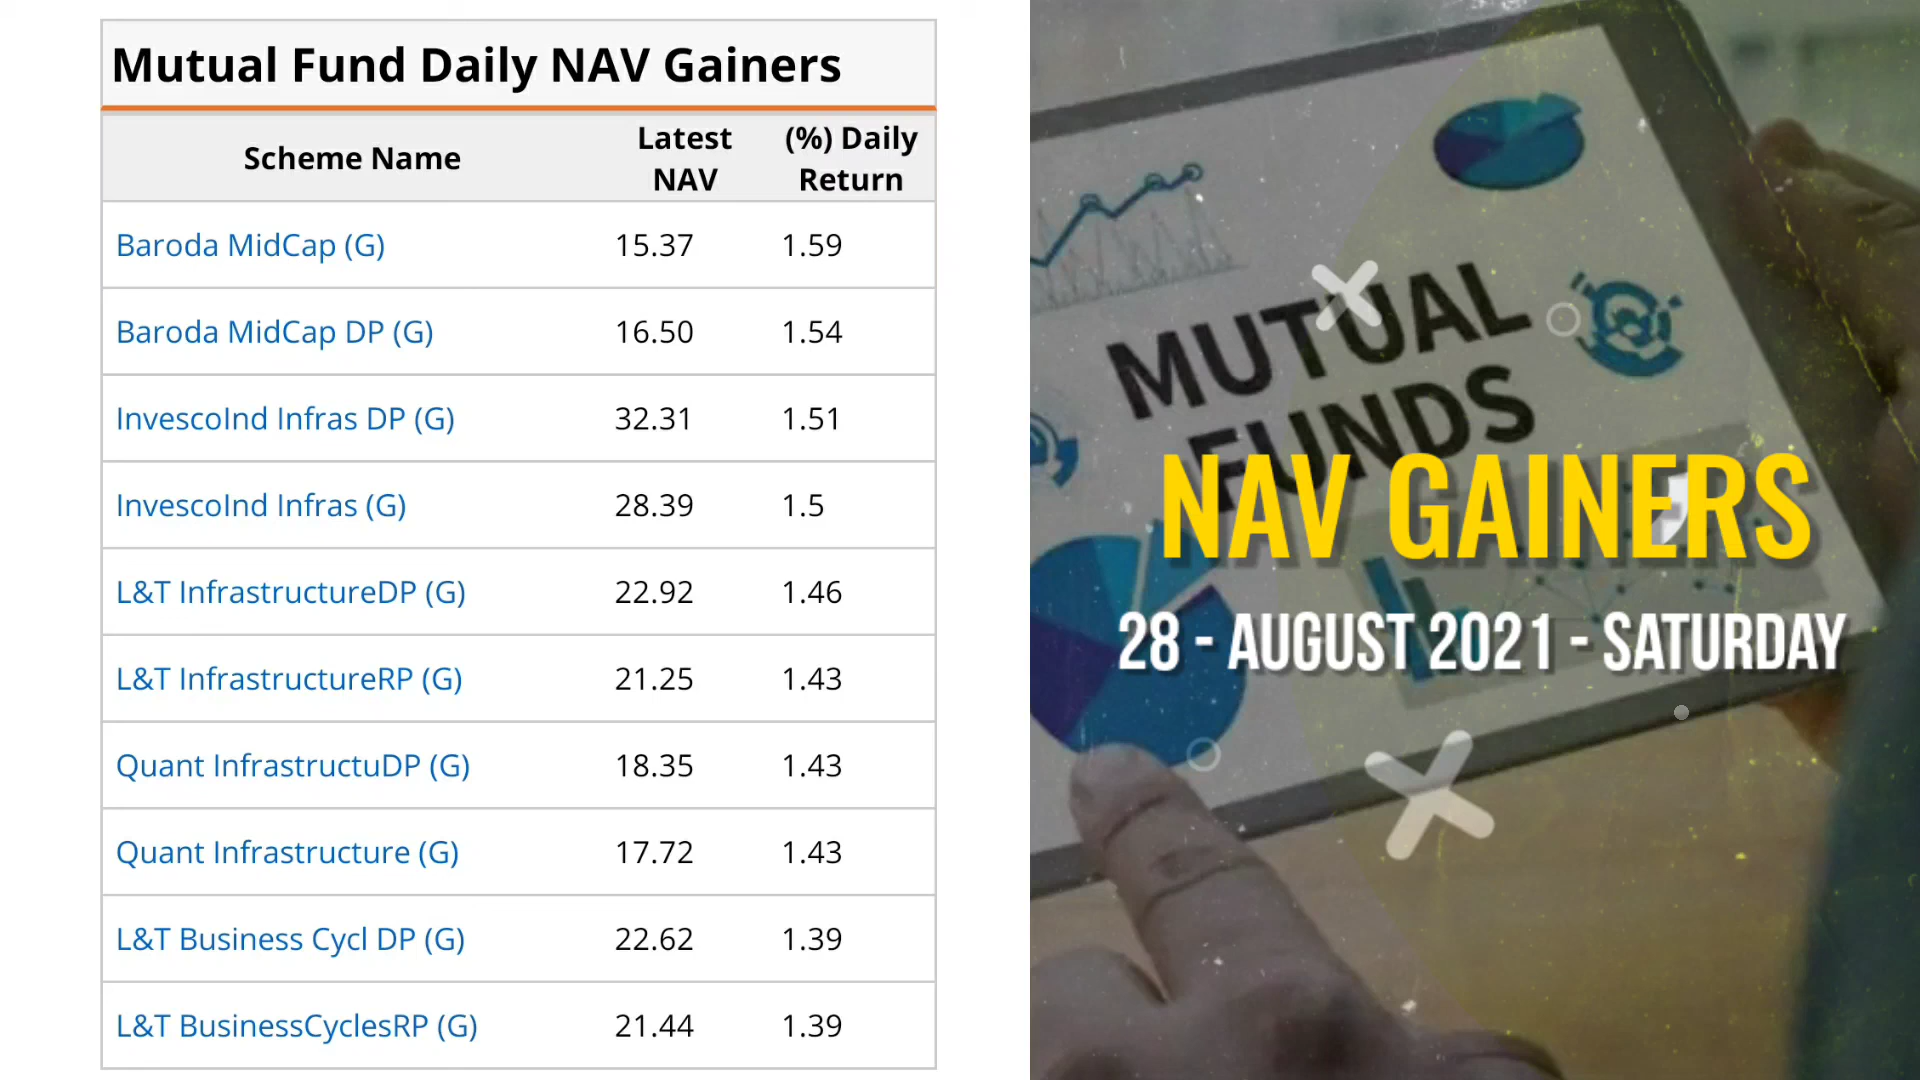 Mutual Fund Daily NAV Gainers
Scheme Name Latest NAV (%) Daily Return
Baroda MidCap (G) 15.37 1.59
Baroda MidCap DP (G) 16.50 1.54
InvescoInd Infras DP (G) 32.31 1.51
InvescoInd Infras (G) 28.39 1.5
L&T InfrastructureDP (G) 22.92 1.46
L&T InfrastructureRP (G) 21.25 1.43
Quant InfrastructuDP (G) 18.35 1.43
Quant Infrastructure (G) 17.72 1.43
L&T Business Cycl DP (G) 22.62 1.39
L&T BusinessCyclesRP (G) 21.44 1.39
MUTUAL
FUNDS
NAV GAINERS
28 - AUGUST 2021 - SATURDAY